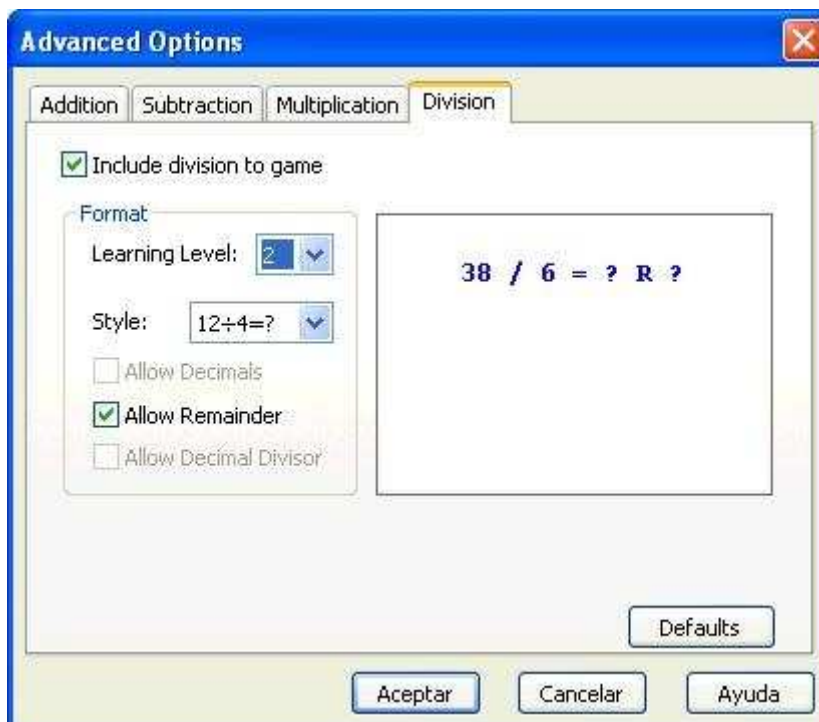 Advanced Options
Addition Subtraction Multiplication Division
Include division to game
Format
Learning Level: 2
38 / 6 = ? R ?
Style: 12÷4=?
Allow Decimals
Allow Remainder
Allow Decimal Divisor
Defaults
Aceptar Cancelar Ayuda